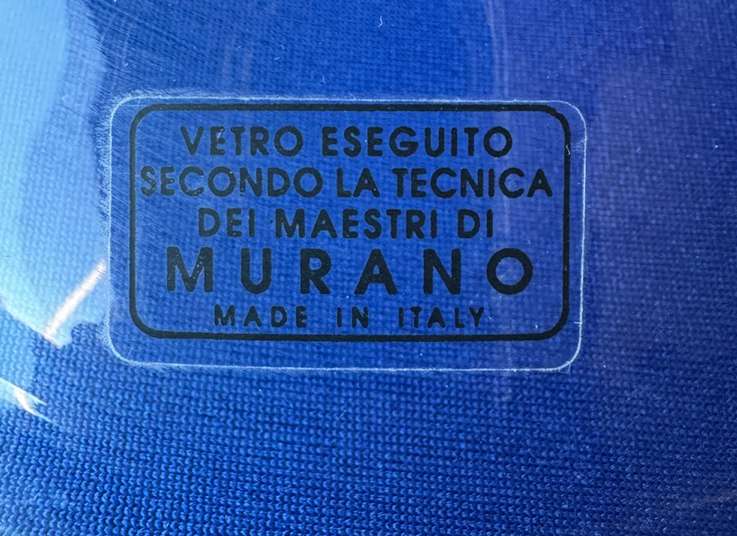 VETRO ESEGUITO
SECONDO LA TECNICA
DEI MAESTRI DI
MURANO
MADE IN ITALY